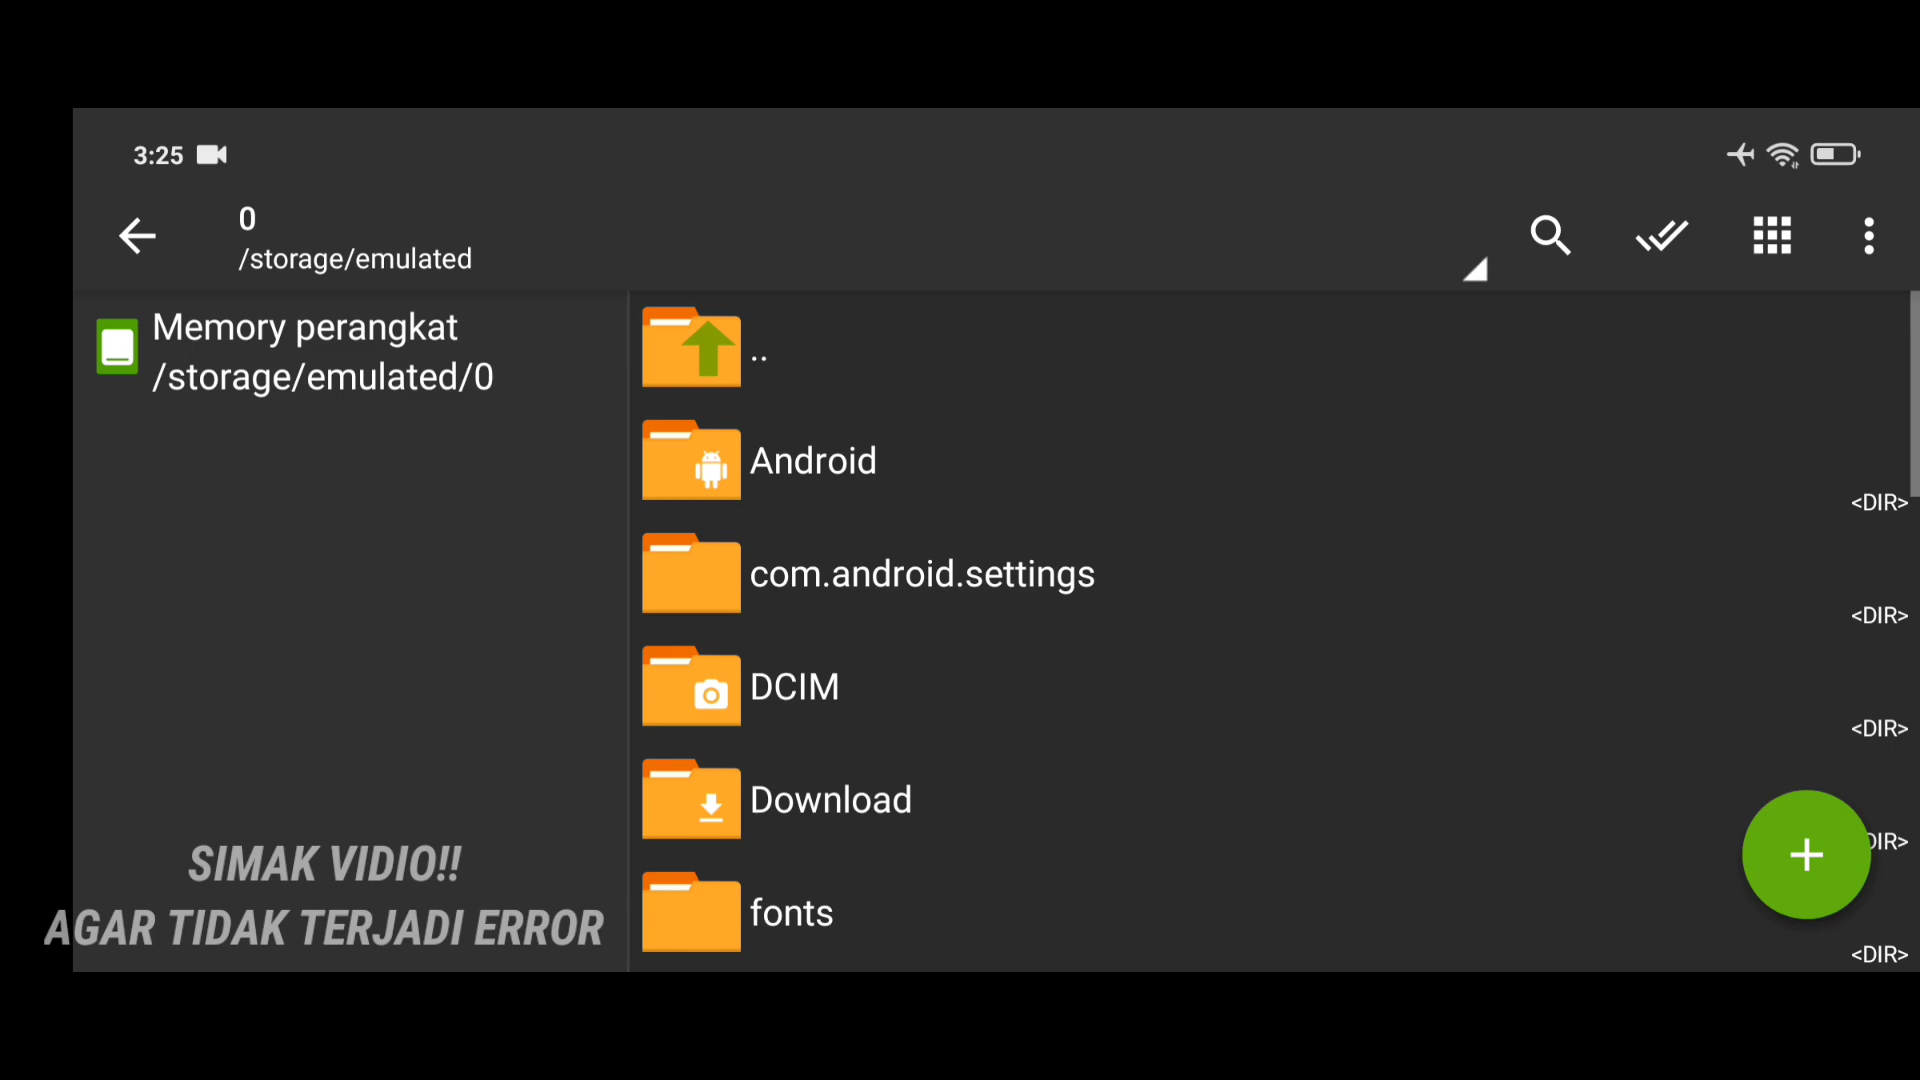 3:25
0
/storage/emulated
Memory perangkat
/storage/emulated/0
..
Android
<DIR>
com.android.settings
<DIR>
DCIM
<DIR>
Download
DIR>
fonts
<DIR>
SIMAK VIDIO!!
AGAR TIDAK TERJADI ERROR